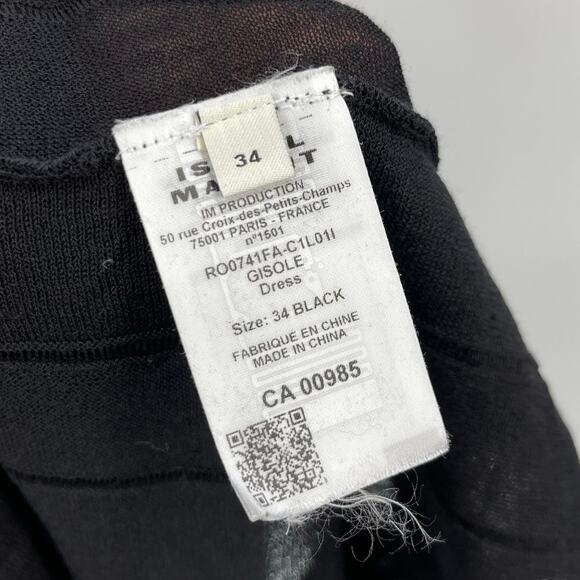 34
IM PRODUCTION
50 rue Croix-des-Petits-Champs
75001 PARIS - FRANCE
n°1501
RO0741FA-C1L01I
GISOLE
Dress
Size: 34 BLACK
FABRIQUE EN CHINE
MADE IN CHINA
CA 00985